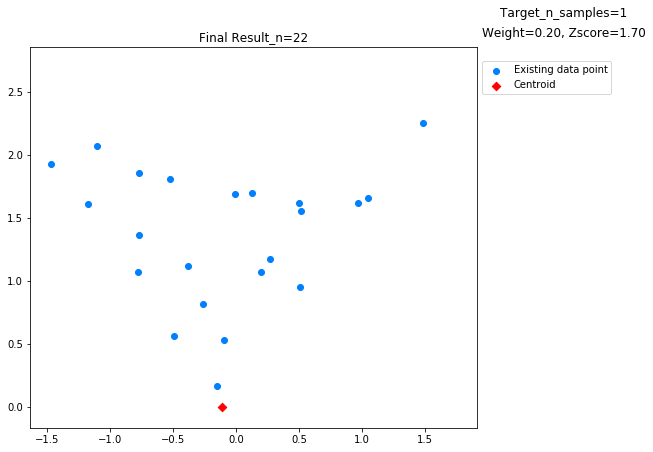 Target_n_samples=1
Weight=0.20, Zscore=1.70
Final Result_n=22
Existing data point
Centroid
2.5
2.0
1.5
1.0
0.5
0.0
−1.5 −1.0 −0.5 0.0 0.5 1.0 1.5